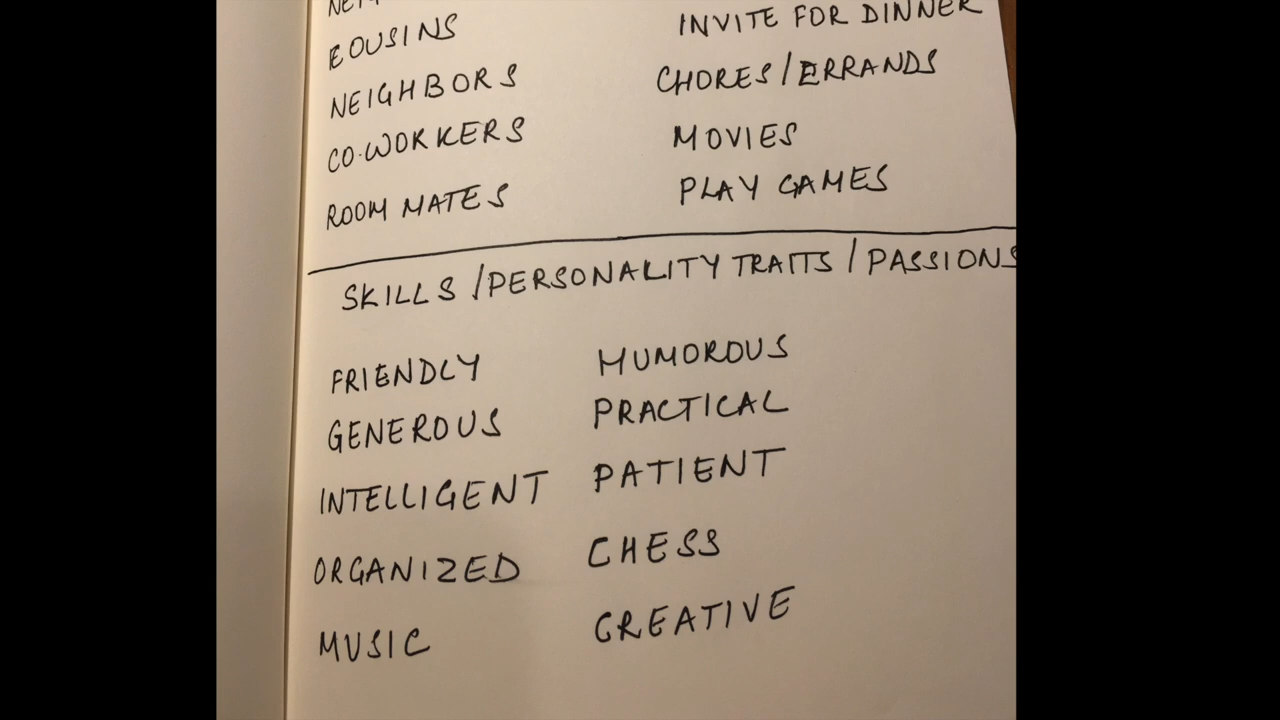 COUSINS INVITE FOR DINNER
NEIGHBORS CHORES/ERRANDS
CO-WORKERS MOVIES
ROOM MATES PLAY GAMES
SKILLS/PERSONALITY TRAITS/PASSIONS
FRIENDLY HUMOROUS
GENEROUS PRACTICAL
INTELLIGENT PATIENT
ORGANIZED CHESS
MUSIC CREATIVE